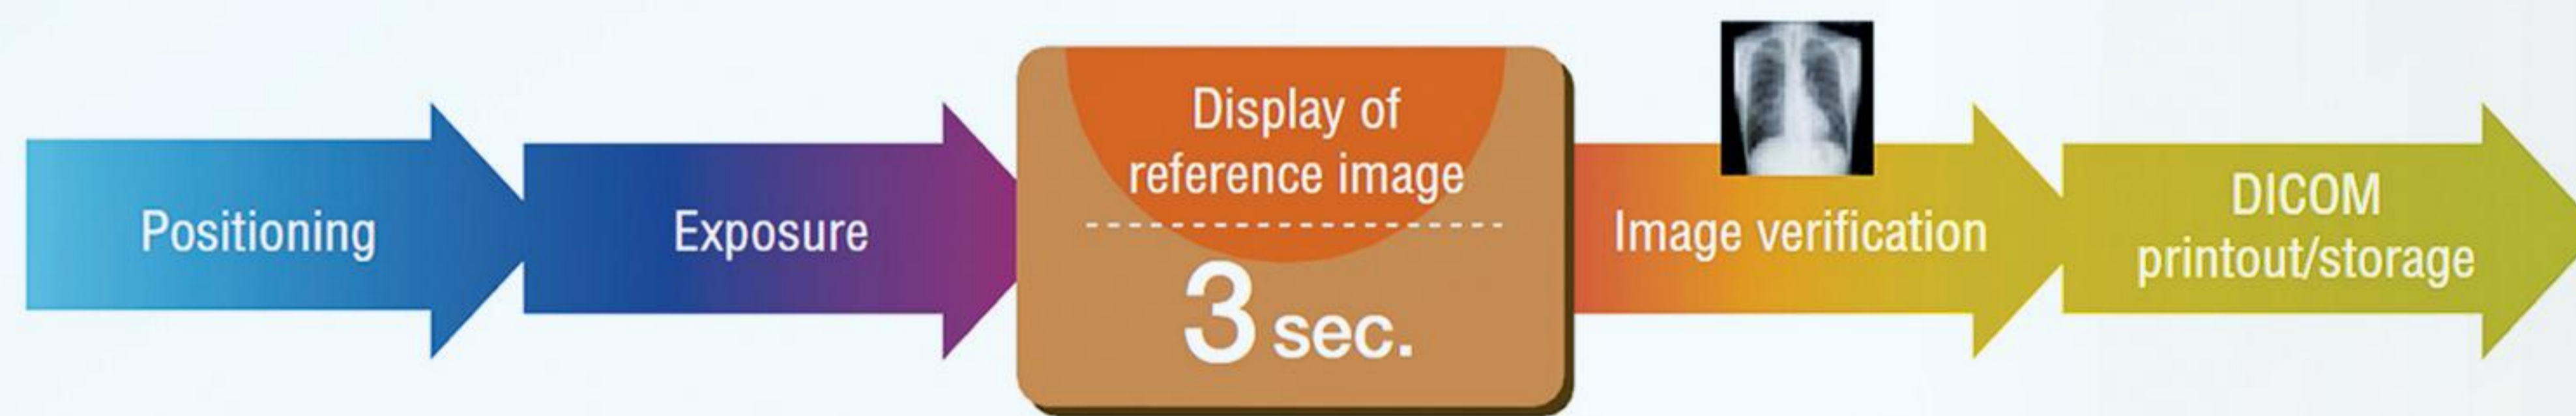 Positioning
Exposure
Display of
reference image
3 sec.
Image verification
DICOM
printout/storage